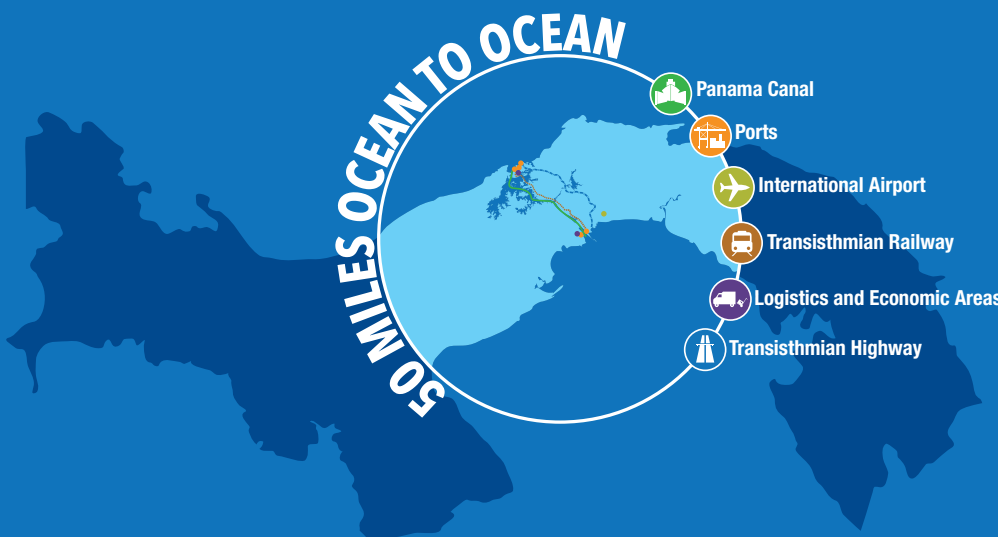 50 MILES OCEAN TO OCEAN
Panama Canal
Ports
International Airport
Transisthmian Railway
Logistics and Economic Areas
Transisthmian Highway